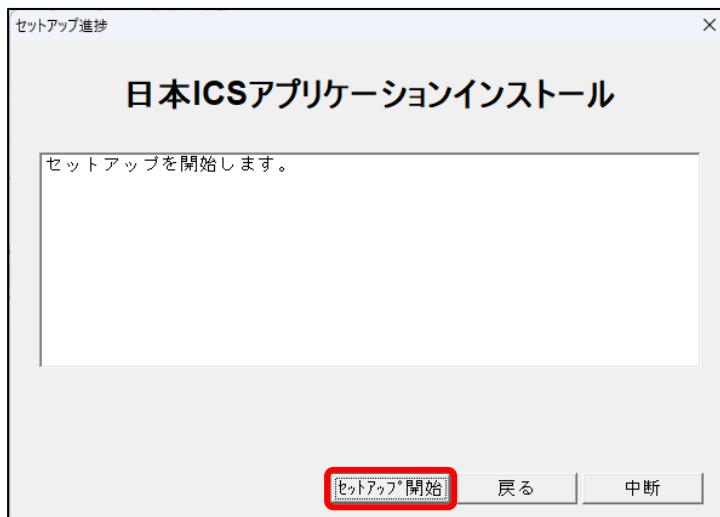 セットアップ進捗
日本ICSアプリケーションインストール
セットアップを開始します。
ｾｯﾄｱｯﾌﾟ開始
戻る
中断